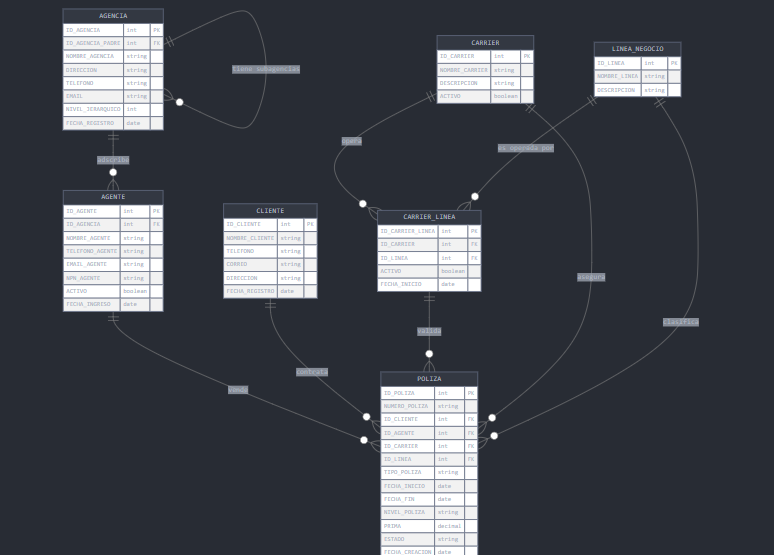 AGENCIA
ID_AGENCIA int PK
ID_AGENCIA_PADRE int FK
NOMBRE_AGENCIA string
DIRECCION string
TELEFONO string
EMAIL string
NIVEL_JERARQUICO int
FECHA_REGISTRO date
tiene subagencias
CARRIER
ID_CARRIER int PK
NOMBRE_CARRIER string
DESCRIPCION string
ACTIVO boolean
LINEA_NEGOCIO
ID_LINEA int PK
NOMBRE_LINEA string
DESCRIPCION string
opera
es operada por
adscribe
AGENTE
ID_AGENTE int PK
ID_AGENCIA int FK
NOMBRE_AGENTE string
TELEFONO_AGENTE string
EMAIL_AGENTE string
NPN_AGENTE string
ACTIVO boolean
FECHA_INGRESO date
CLIENTE
ID_CLIENTE int PK
NOMBRE_CLIENTE string
TELEFONO string
CORREO string
DIRECCION string
FECHA_REGISTRO date
CARRIER_LINEA
ID_CARRIER_LINEA int PK
ID_CARRIER int FK
ID_LINEA int FK
ACTIVO boolean
FECHA_INICIO date
asegura
clasifica
valida
contrata
vende
POLIZA
ID_POLIZA int PK
NUMERO_POLIZA string
ID_CLIENTE int FK
ID_AGENTE int FK
ID_CARRIER int FK
ID_LINEA int FK
TIPO_POLIZA string
FECHA_INICIO date
FECHA_FIN date
NIVEL_POLIZA string
PRIMA decimal
ESTADO string
FECHA_CREACION date